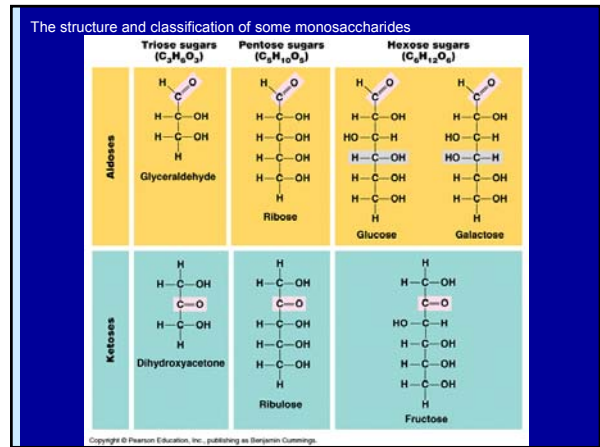 The structure and classification of some monosaccharides
Triose sugars
(C₃H₆O₃)
Pentose sugars
(C₅H₁₀O₅)
Hexose sugars
(C₆H₁₂O₆)
Aldoses
H O
C
H—C—OH
H—C—OH
H
Glyceraldehyde
H O
C
H—C—OH
H—C—OH
H—C—OH
H—C—OH
H
Ribose
H O
C
H—C—OH
HO—C—H
H—C—OH
H—C—OH
H—C—OH
H
Glucose
H O
C
H—C—OH
HO—C—H
HO—C—H
H—C—OH
H—C—OH
H
Galactose
Ketoses
H
H—C—OH
C=O
H—C—OH
H
Dihydroxyacetone
H
H—C—OH
C=O
H—C—OH
H—C—OH
H—C—OH
H
Ribulose
H
H—C—OH
C=O
HO—C—H
H—C—OH
H—C—OH
H—C—OH
H
Fructose
Copyright © Pearson Education, Inc., publishing as Benjamin Cummings.